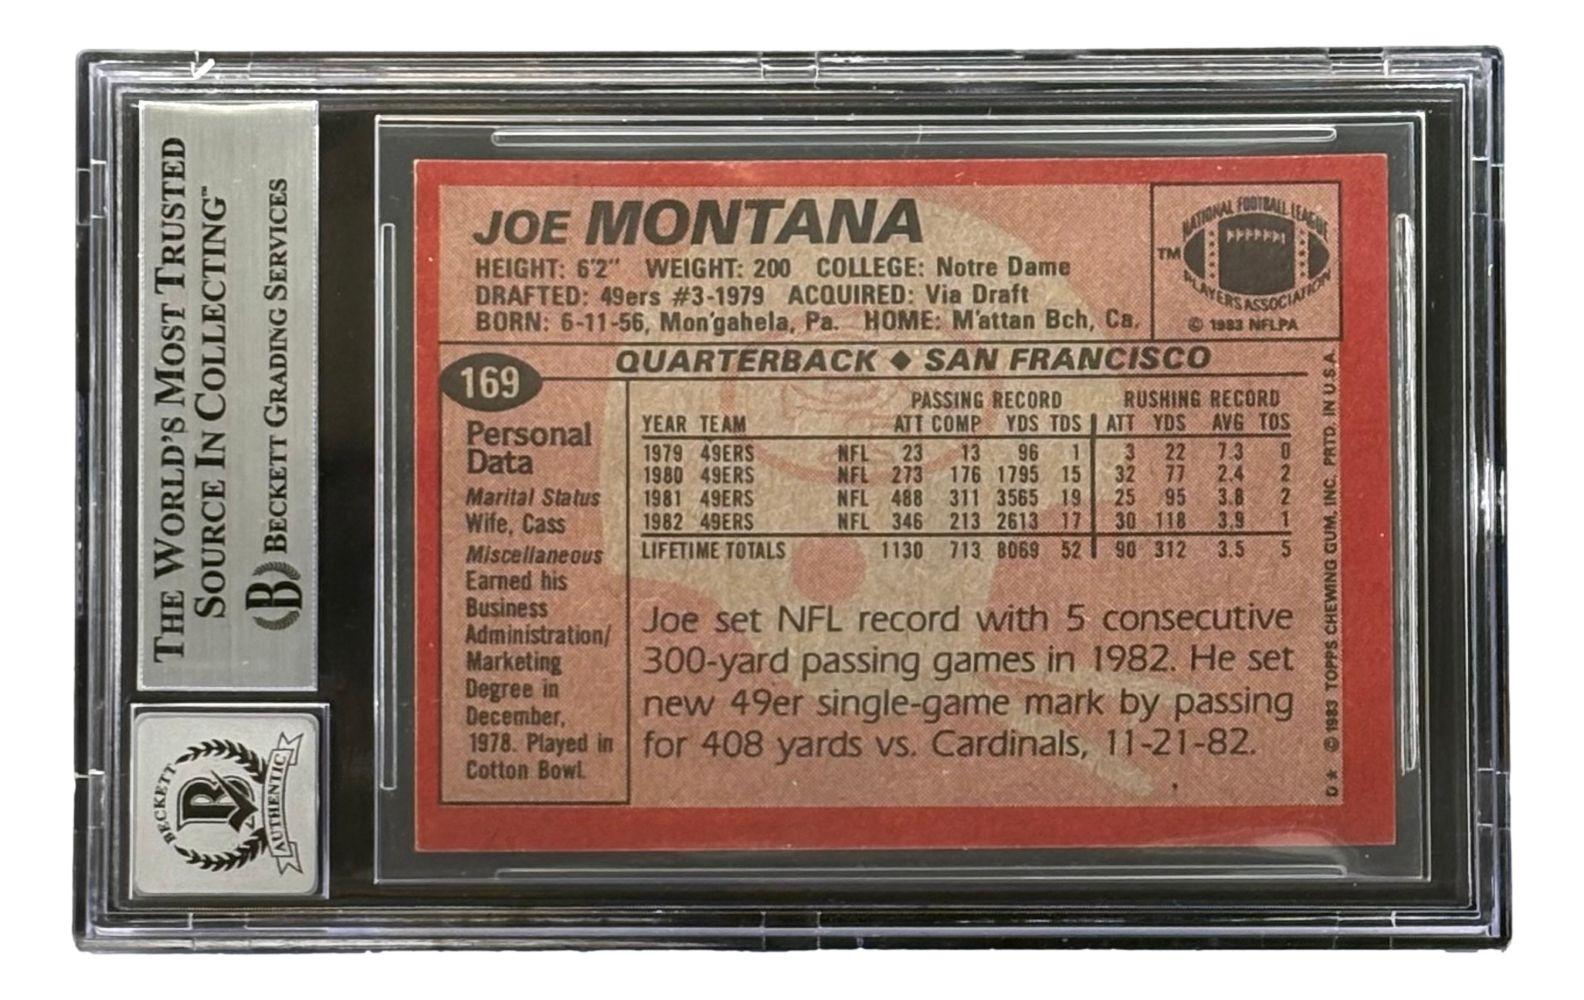 THE WORLD'S MOST TRUSTED
SOURCE IN COLLECTING™
BECKETT GRADING SERVICES
BECKETT
AUTHENTIC
JOE MONTANA
HEIGHT: 6'2" WEIGHT: 200 COLLEGE: Notre Dame
DRAFTED: 49ers #3-1979 ACQUIRED: Via Draft
BORN: 6-11-56, Mon'gahela, Pa. HOME: M'attan Bch, Ca.
NATIONAL FOOTBALL LEAGUE
TM
PLAYERS ASSOCIATION
© 1983 NFLPA
169
QUARTERBACK ◆ SAN FRANCISCO
Personal
Data
Marital Status
Wife, Cass
Miscellaneous
Earned his
Business
Administration/
Marketing
Degree in
December,
1978. Played in
Cotton Bowl.
PASSING RECORD RUSHING RECORD
YEAR TEAM ATT COMP YDS TDS ATT YDS AVG TDS
1979 49ERS NFL 23 13 96 1 3 22 7.3 0
1980 49ERS NFL 273 176 1795 15 32 77 2.4 2
1981 49ERS NFL 488 311 3565 19 25 95 3.8 2
1982 49ERS NFL 346 213 2613 17 30 118 3.9 1
LIFETIME TOTALS 1130 713 8069 52 90 312 3.5 5
Joe set NFL record with 5 consecutive
300-yard passing games in 1982. He set
new 49er single-game mark by passing
for 408 yards vs. Cardinals, 11-21-82.
D★ © 1983 TOPPS CHEWING GUM, INC. PRTD. IN U.S.A.